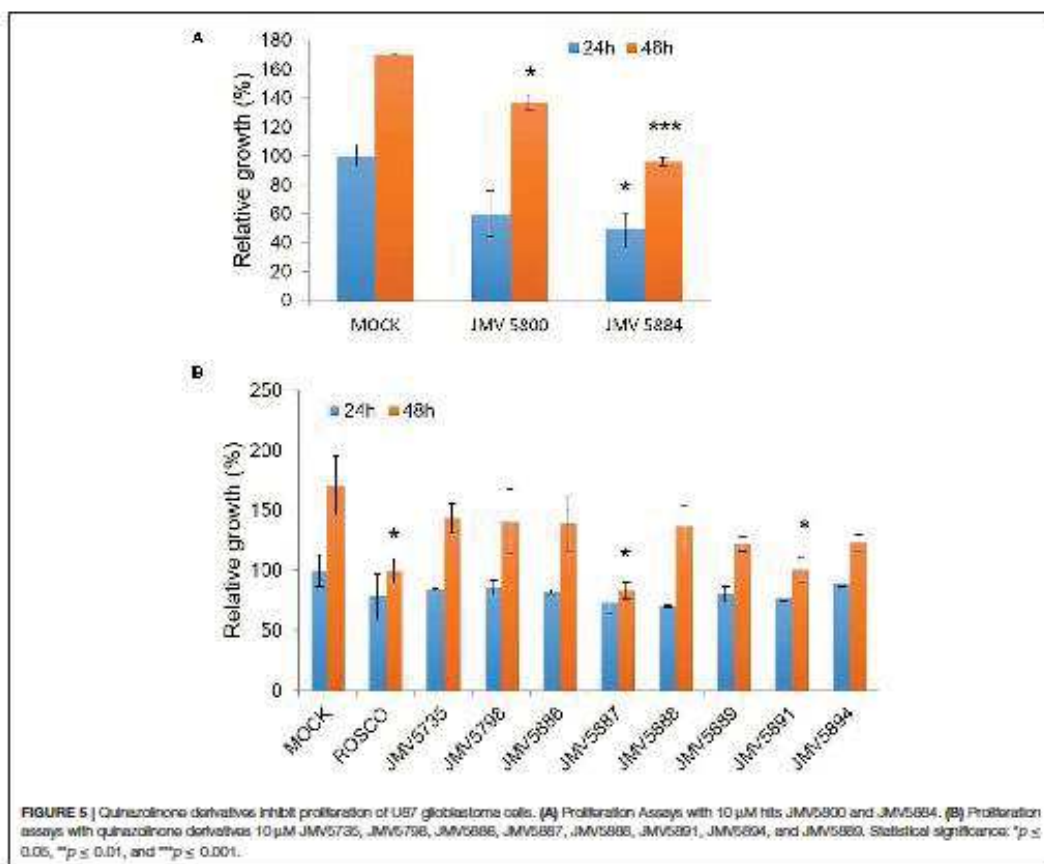 A
180
160
140
120
100
80
60
40
20
0
Relative growth (%)
24h 48h
*
***
*
MOCK JMV 5800 JMV 5884
B
250
200
150
100
50
0
Relative growth (%)
24h 48h
*
*
*
MOCK
ROSCO
JMV5735
JMV5798
JMV5886
JMV5887
JMV5888
JMV5889
JMV5891
JMV5894
FIGURE 5 | Quinazolinone derivatives inhibit proliferation of U87 glioblastoma cells. (A) Proliferation Assays with 10 µM hits JMV5800 and JMV5884. (B) Proliferation
assays with quinazolinone derivatives 10 µM JMV5735, JMV5798, JMV5886, JMV5887, JMV5888, JMV5891, JMV5894, and JMV5889. Statistical significance: *p ≤
0.05, **p ≤ 0.01, and ***p ≤ 0.001.